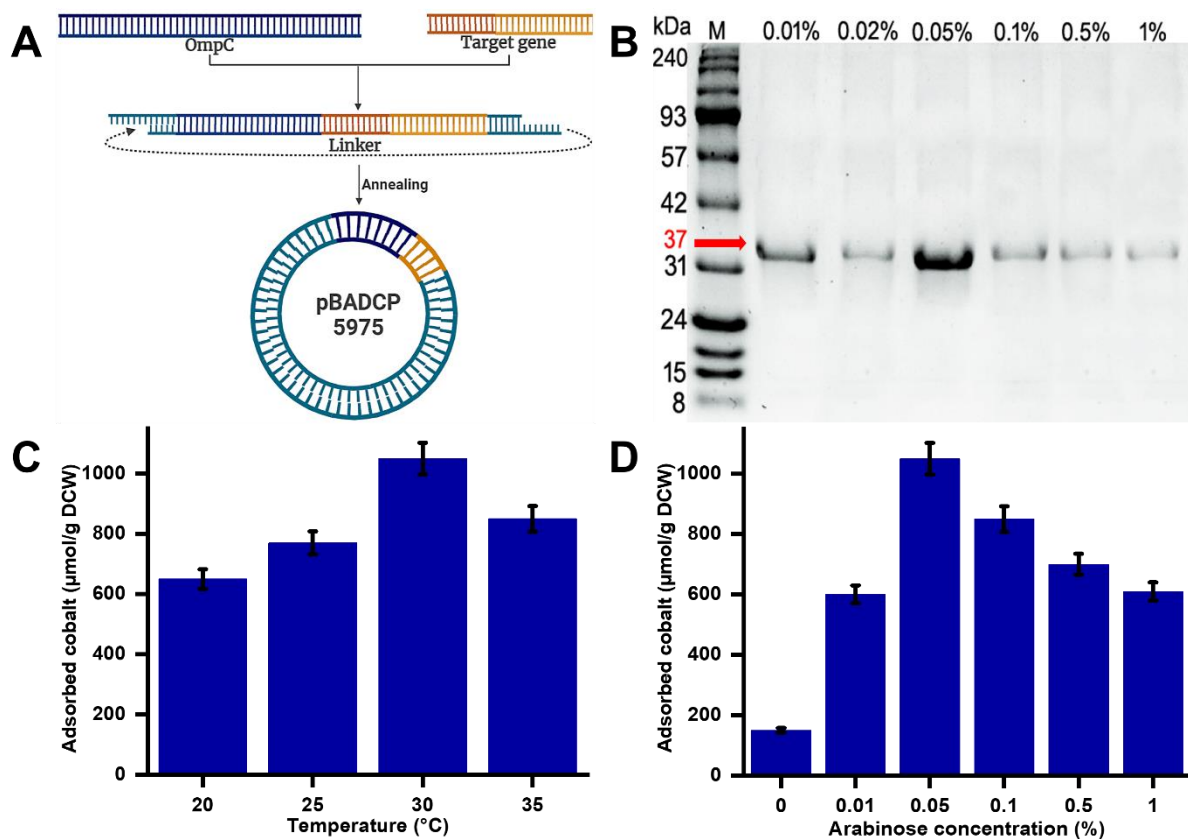 A
OmpC
Target gene
Linker
Annealing
pBADCP
5975
B
kDa M 0.01% 0.02% 0.05% 0.1% 0.5% 1%
240
93
57
42
37
31
24
15
8
C
Adsorbed cobalt (µmol/g DCW)
1000
800
600
400
200
0
20 25 30 35
Temperature (°C)
D
Adsorbed cobalt (µmol/g DCW)
1000
800
600
400
200
0
0 0.01 0.05 0.1 0.5 1
Arabinose concentration (%)